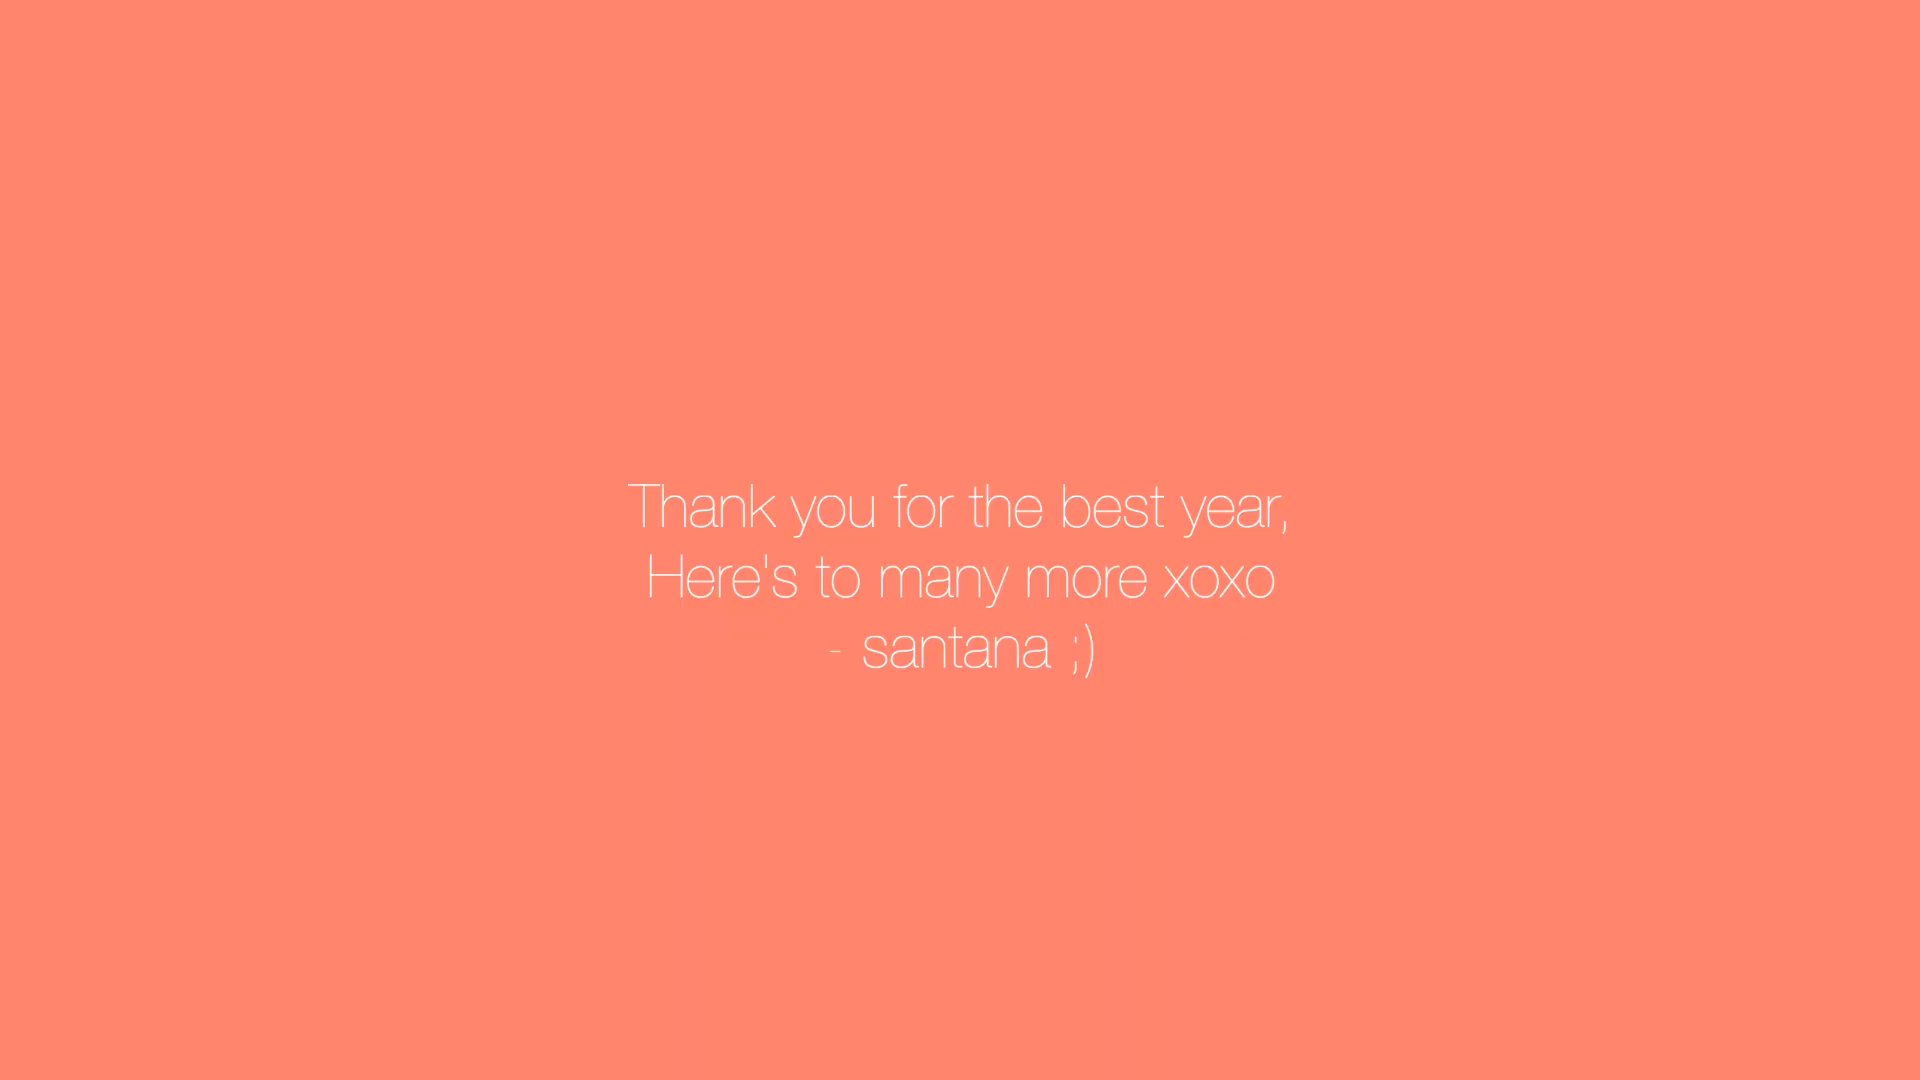 Thank you for the best year,
Here's to many more xoxo
- santana ;)